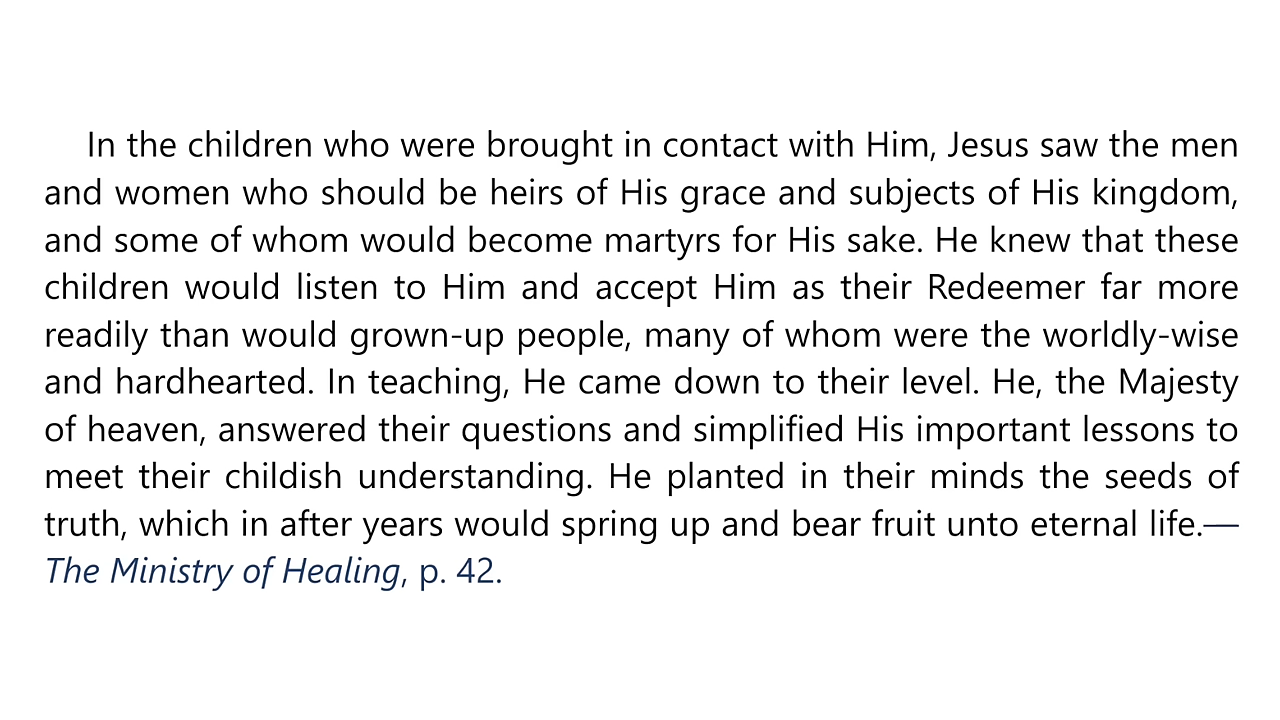 In the children who were brought in contact with Him, Jesus saw the men
and women who should be heirs of His grace and subjects of His kingdom,
and some of whom would become martyrs for His sake. He knew that these
children would listen to Him and accept Him as their Redeemer far more
readily than would grown-up people, many of whom were the worldly-wise
and hardhearted. In teaching, He came down to their level. He, the Majesty
of heaven, answered their questions and simplified His important lessons to
meet their childish understanding. He planted in their minds the seeds of
truth, which in after years would spring up and bear fruit unto eternal life.—
The Ministry of Healing, p. 42.